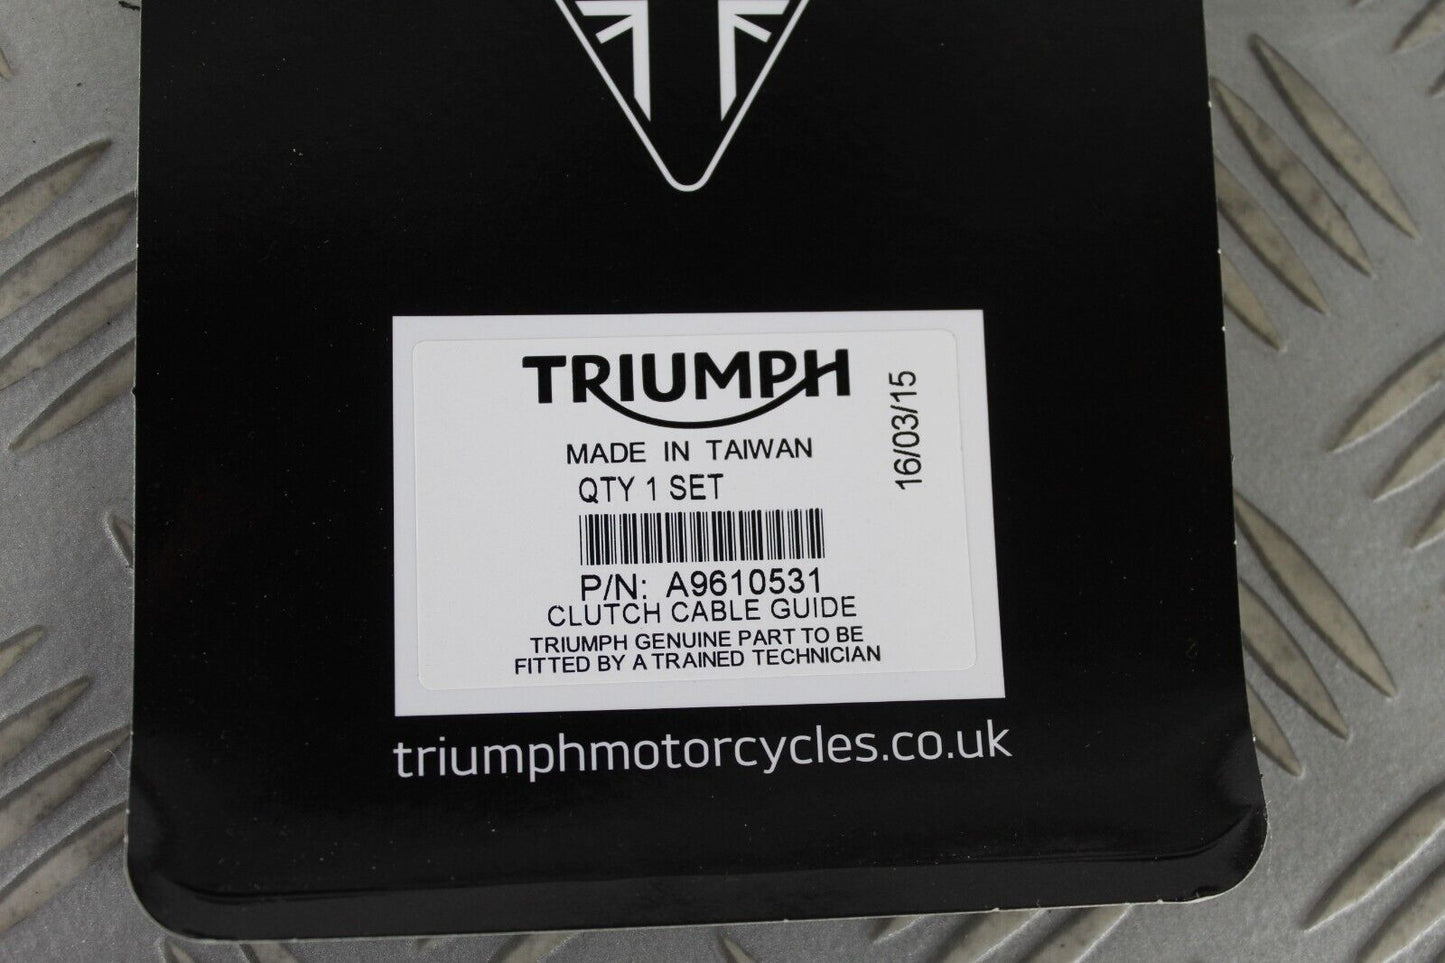 TRIUMPH
16/03/15
MADE IN TAIWAN
QTY 1 SET
P/N: A9610531
CLUTCH CABLE GUIDE
TRIUMPH GENUINE PART TO BE
FITTED BY A TRAINED TECHNICIAN
triumphmotorcycles.co.uk